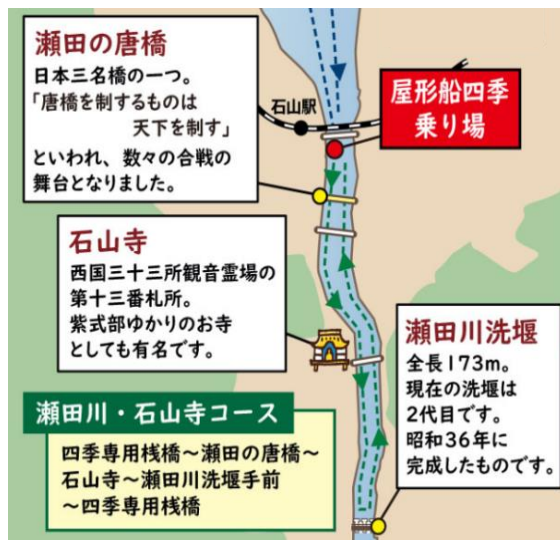 瀬田の唐橋
日本三名橋の一つ。
「唐橋を制するものは
天下を制す」
といわれ、数々の合戦の
舞台となりました。
石山駅
屋形船四季
乗り場
石山寺
西国三十三所観音霊場の
第十三番札所。
紫式部ゆかりのお寺
としても有名です。
瀬田川洗堰
全長173m。
現在の洗堰は
2代目です。
昭和36年に
完成したものです。
瀬田川・石山寺コース
四季専用桟橋～瀬田の唐橋～
石山寺～瀬田川洗堰手前
～四季専用桟橋